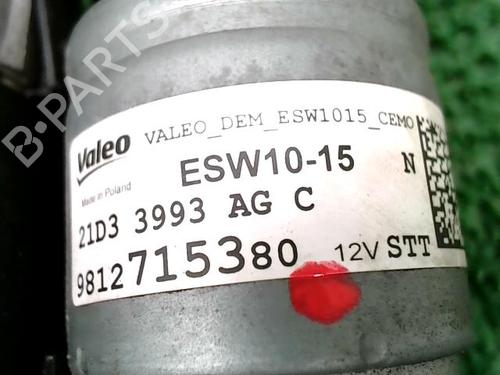 B-PARTS
VALEO_DEM_ESW1015_CEMO
Valeo
ESW10-15 N
Made in Poland
21D3 3993 AG C
9812715380 12V STT